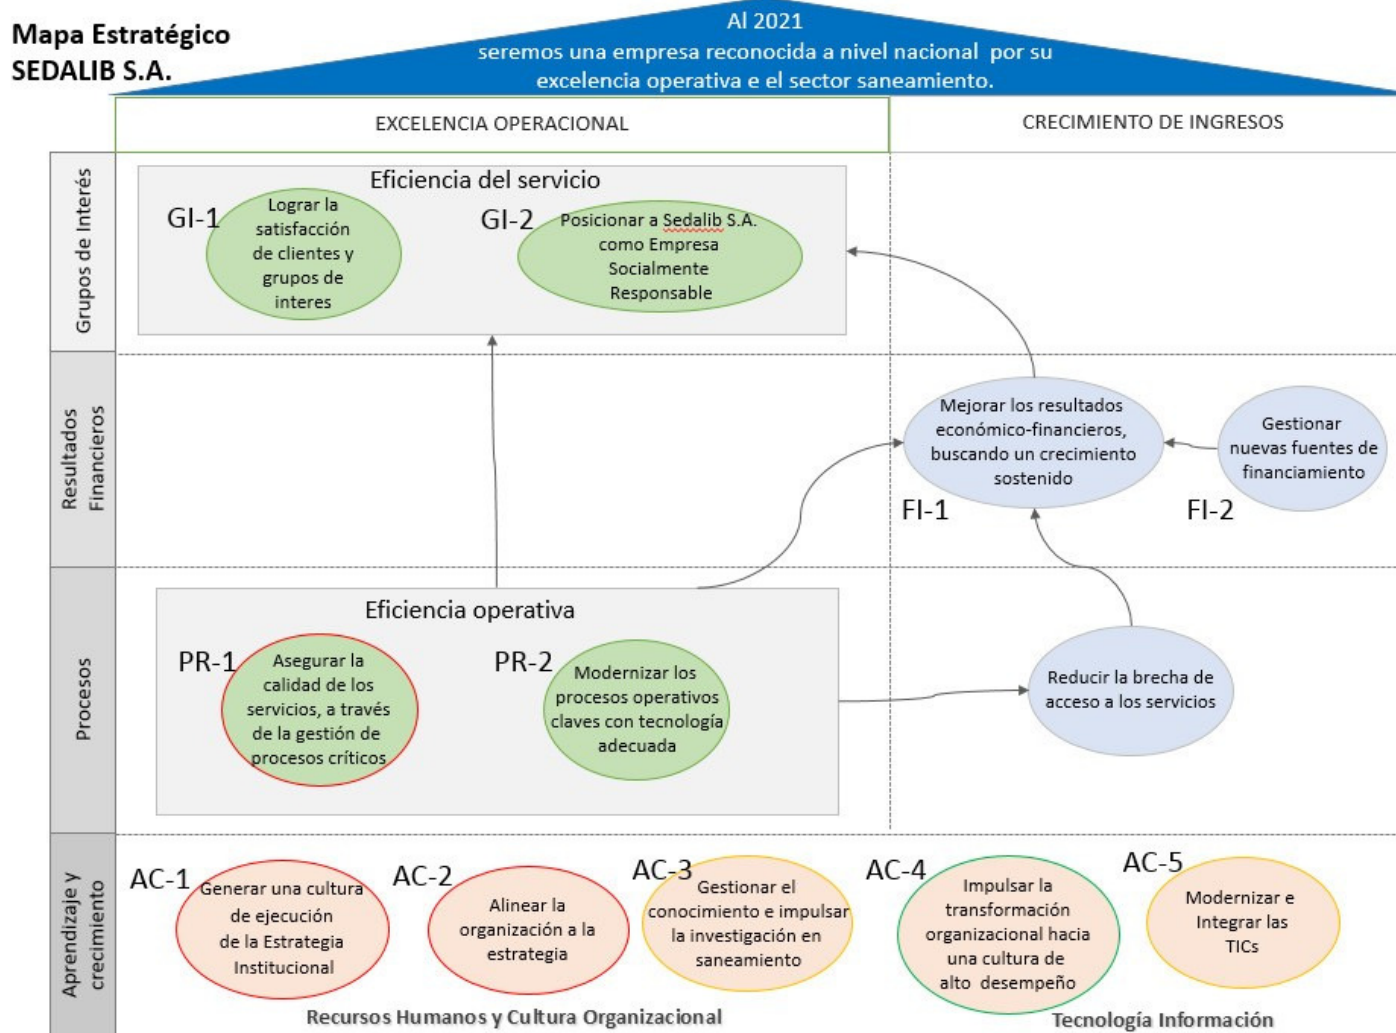 Mapa Estratégico
SEDALIB S.A.
Al 2021
seremos una empresa reconocida a nivel nacional por su
excelencia operativa e el sector saneamiento.
EXCELENCIA OPERACIONAL
CRECIMIENTO DE INGRESOS
Grupos de Interés
Eficiencia del servicio
GI-1
Lograr la
satisfacción
de clientes y
grupos de
interes
GI-2
Posicionar a Sedalib S.A.
como Empresa
Socialmente
Responsable
Resultados
Financieros
Mejorar los resultados
económico-financieros,
buscando un crecimiento
sostenido
FI-1
Gestionar
nuevas fuentes de
financiamiento
FI-2
Procesos
Eficiencia operativa
PR-1
Asegurar la
calidad de los
servicios, a través
de la gestión de
procesos críticos
PR-2
Modernizar los
procesos operativos
claves con tecnología
adecuada
Reducir la brecha de
acceso a los servicios
Aprendizaje y
crecimiento
AC-1
Generar una cultura
de ejecución
de la Estrategia
Institucional
AC-2
Alinear la
organización a la
estrategia
AC-3
Gestionar el
conocimiento e impulsar
la investigación en
saneamiento
AC-4
Impulsar la
transformación
organizacional hacia
una cultura de
alto desempeño
AC-5
Modernizar e
Integrar las
TICs
Recursos Humanos y Cultura Organizacional
Tecnología Información